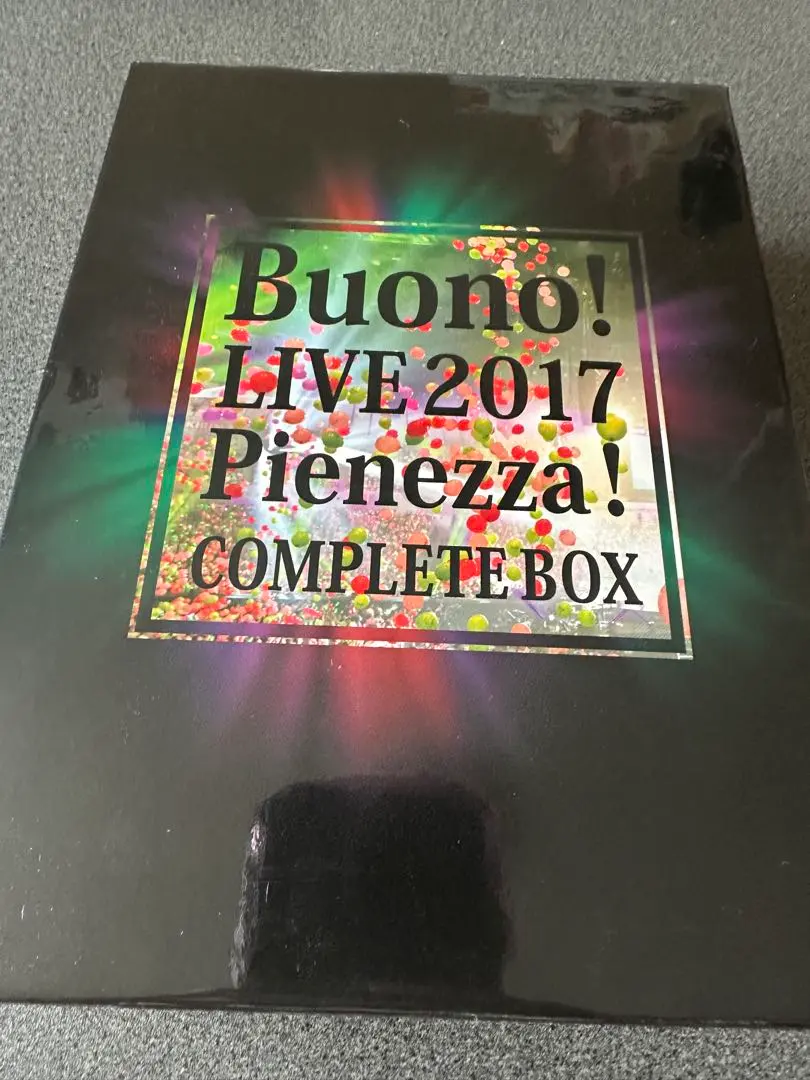 Buono!
LIVE 2017
Pienezza!
COMPLETE BOX